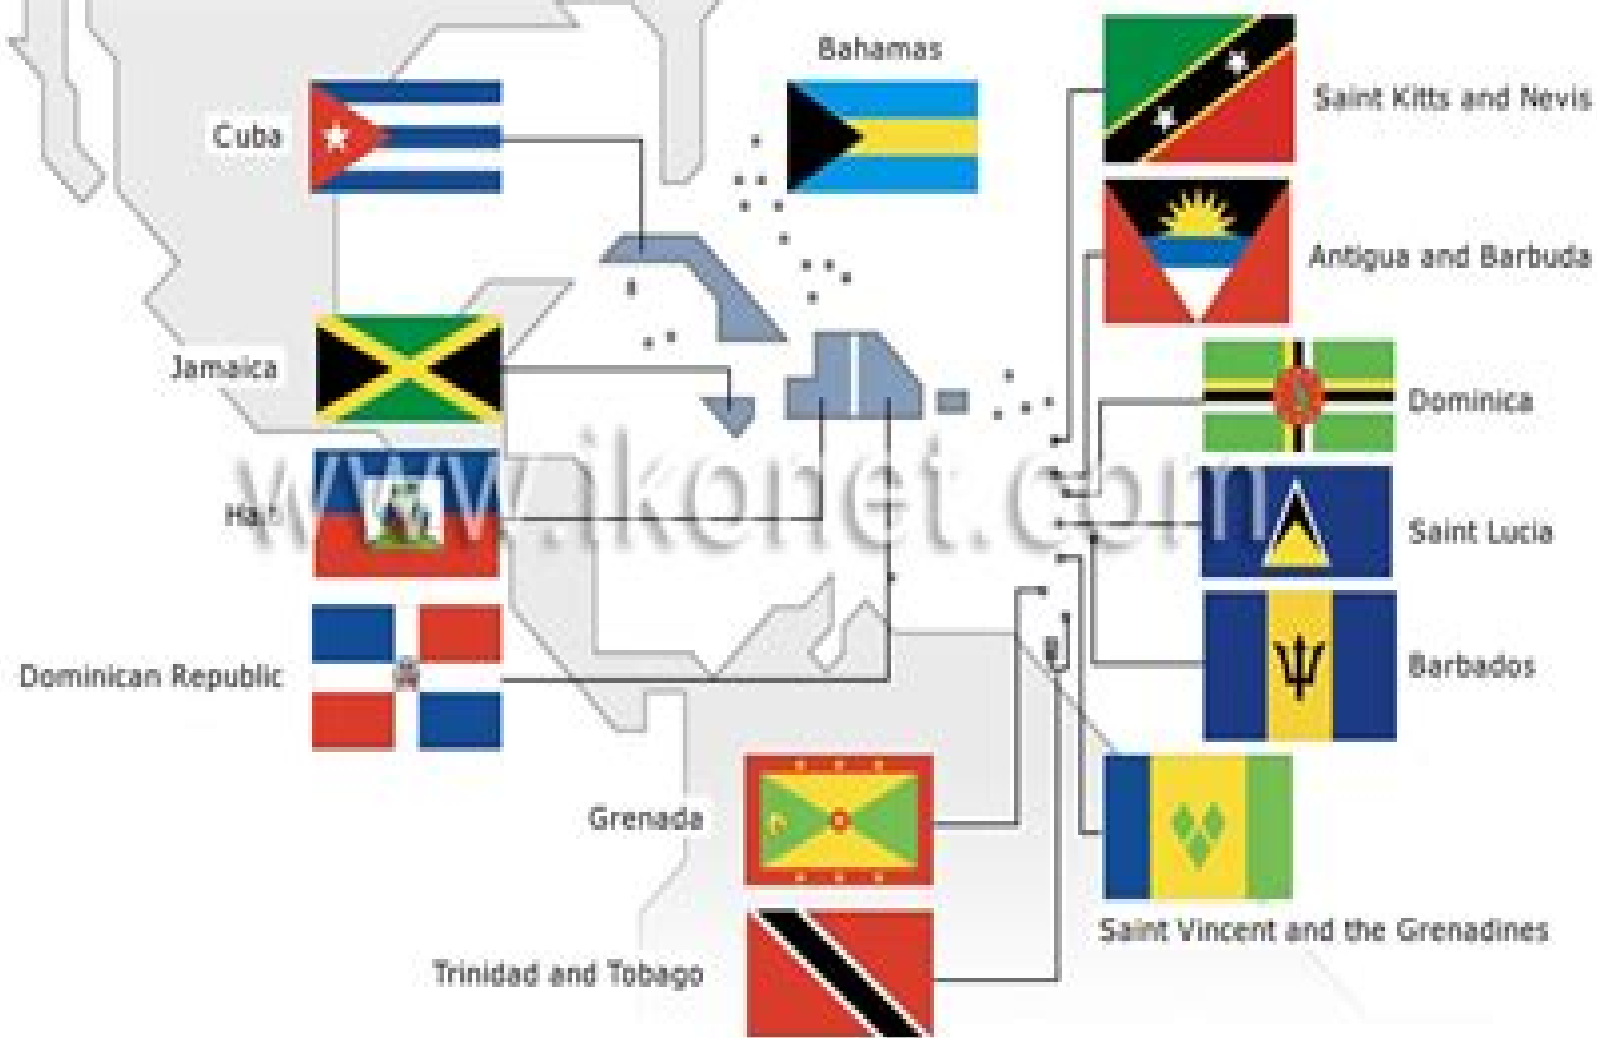 Bahamas
Saint Kitts and Nevis
Cuba
Antigua and Barbuda
Jamaica
Dominica
www.ikonet.com
Haiti
Saint Lucia
Dominican Republic
Barbados
Grenada
Saint Vincent and the Grenadines
Trinidad and Tobago